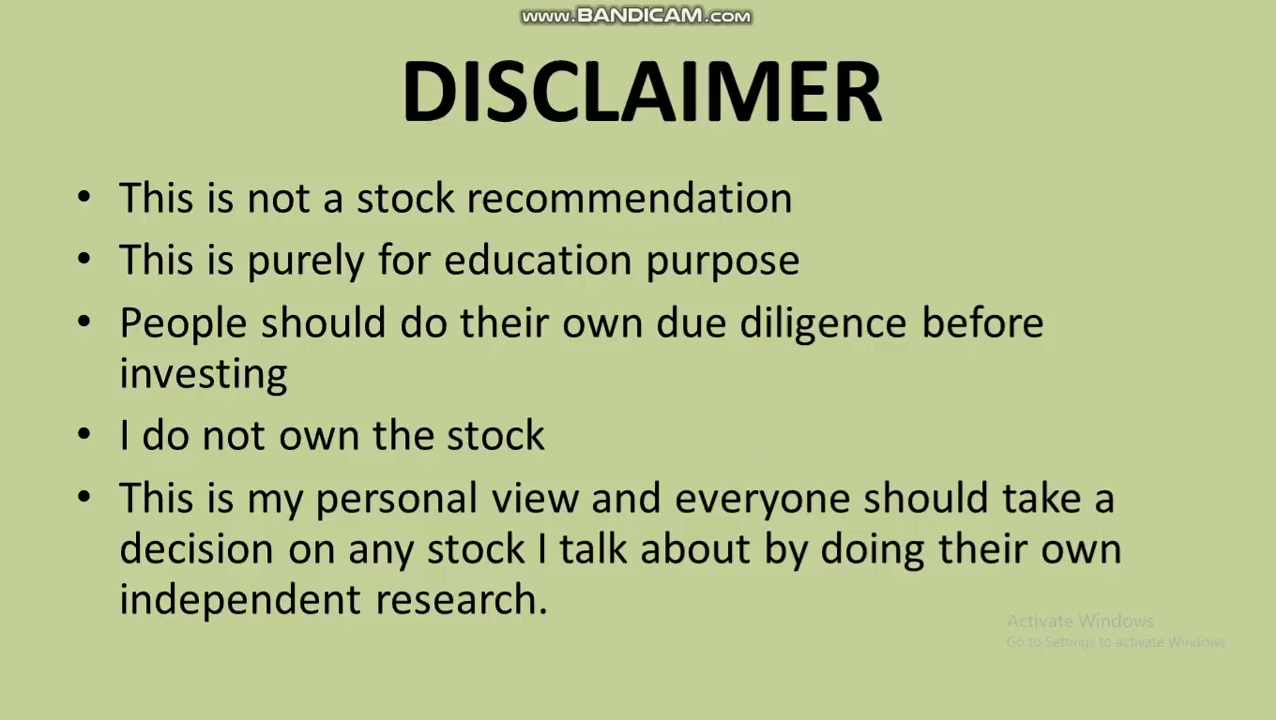 www.BANDICAM.com
DISCLAIMER
• This is not a stock recommendation
• This is purely for education purpose
• People should do their own due diligence before
investing
• I do not own the stock
• This is my personal view and everyone should take a
decision on any stock I talk about by doing their own
independent research.
Activate Windows
Go to Settings to activate Windows.